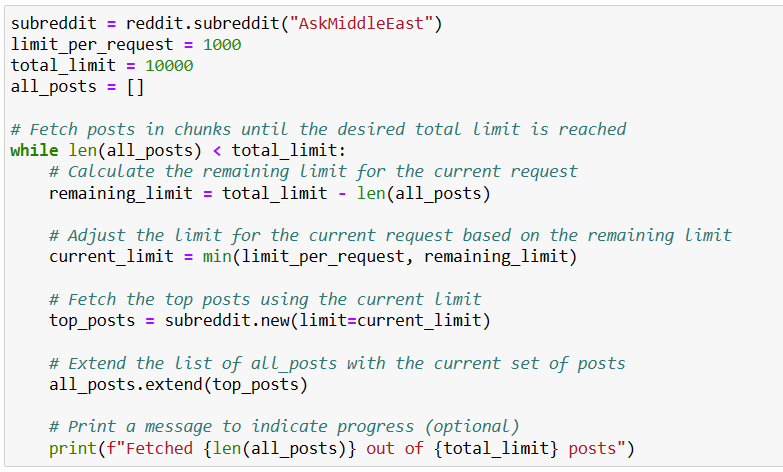 subreddit = reddit.subreddit("AskMiddleEast")
limit_per_request = 1000
total_limit = 10000
all_posts = []
# Fetch posts in chunks until the desired total limit is reached
while len(all_posts) < total_limit:
    # Calculate the remaining limit for the current request
    remaining_limit = total_limit - len(all_posts)
    # Adjust the limit for the current request based on the remaining limit
    current_limit = min(limit_per_request, remaining_limit)
    # Fetch the top posts using the current limit
    top_posts = subreddit.new(limit=current_limit)
    # Extend the list of all_posts with the current set of posts
    all_posts.extend(top_posts)
    # Print a message to indicate progress (optional)
    print(f"Fetched {len(all_posts)} out of {total_limit} posts")